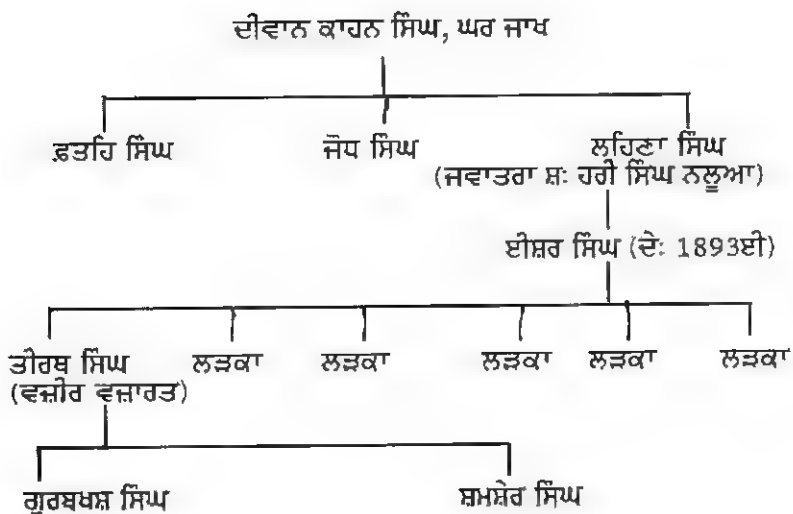 ਦੀਵਾਨ ਕਾਹਨ ਸਿੰਘ, ਘਰ ਜਾਖ
ਫ਼ਤਹਿ ਸਿੰਘ ਜੋਧ ਸਿੰਘ ਲਹਿਣਾ ਸਿੰਘ
(ਜਵਾਤਰਾ ਸ਼ਃ ਹਰੀ ਸਿੰਘ ਨਲੂਆ)
ਈਸ਼ਰ ਸਿੰਘ (ਦੇਃ 1893ਈ)
ਤੀਰਥ ਸਿੰਘ ਲੜਕਾ ਲੜਕਾ ਲੜਕਾ ਲੜਕਾ ਲੜਕਾ
(ਵਜ਼ੀਰ ਵਜ਼ਾਰਤ)
ਗੁਰਬਖਸ਼ ਸਿੰਘ ਸ਼ਮਸ਼ੇਰ ਸਿੰਘ